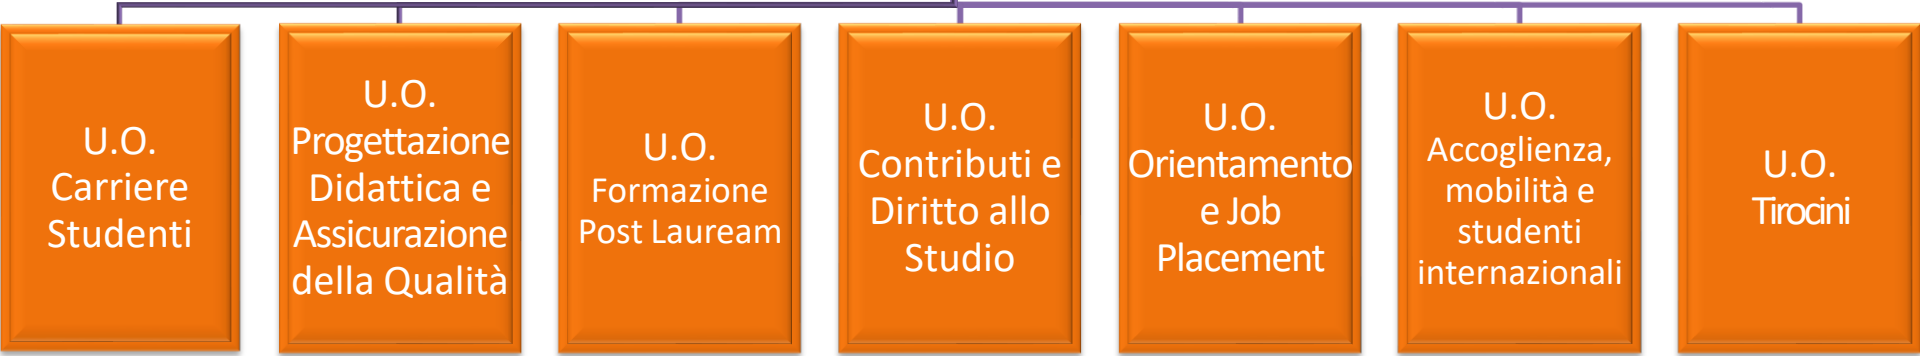 U.O.
Carriere
Studenti
U.O.
Progettazione
Didattica e
Assicurazione
della Qualità
U.O.
Formazione
Post Lauream
U.O.
Contributi e
Diritto allo
Studio
U.O.
Orientamento
e Job
Placement
U.O.
Accoglienza,
mobilità e
studenti
internazionali
U.O.
Tirocini